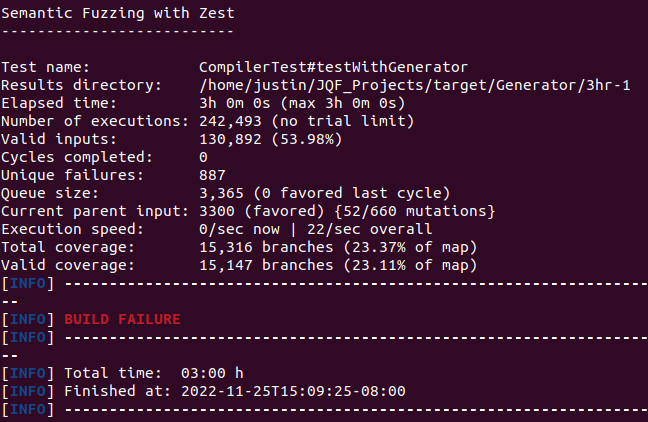 Semantic Fuzzing with Zest
--------------------------
Test name:            CompilerTest#testWithGenerator
Results directory:    /home/justin/JQF_Projects/target/Generator/3hr-1
Elapsed time:         3h 0m 0s (max 3h 0m 0s)
Number of executions: 242,493 (no trial limit)
Valid inputs:         130,892 (53.98%)
Cycles completed:     0
Unique failures:      887
Queue size:           3,365 (0 favored last cycle)
Current parent input: 3300 (favored) {52/660 mutations}
Execution speed:      0/sec now | 22/sec overall
Total coverage:       15,316 branches (23.37% of map)
Valid coverage:       15,147 branches (23.11% of map)
[INFO] -----------------------------------------------------------------
--
[INFO] BUILD FAILURE
[INFO] -----------------------------------------------------------------
--
[INFO] Total time:  03:00 h
[INFO] Finished at: 2022-11-25T15:09:25-08:00
[INFO] -----------------------------------------------------------------